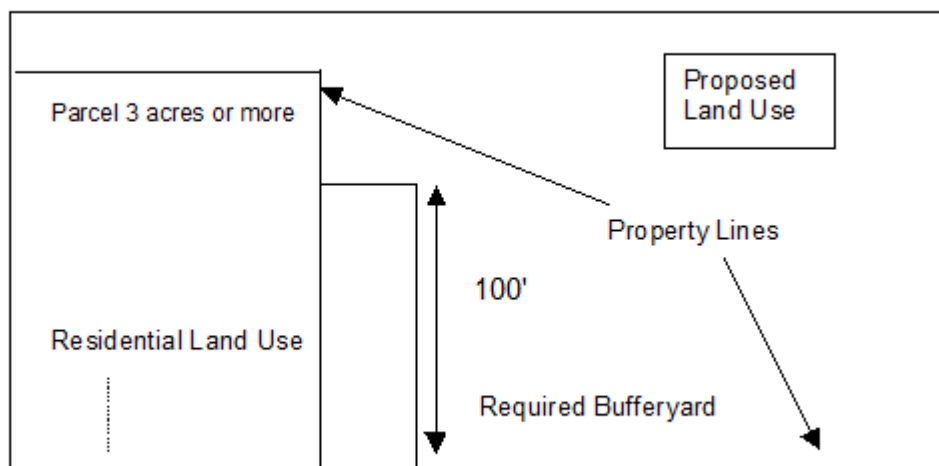 Proposed
Land Use
Parcel 3 acres or more
Property Lines
100'
Residential Land Use
Required Bufferyard